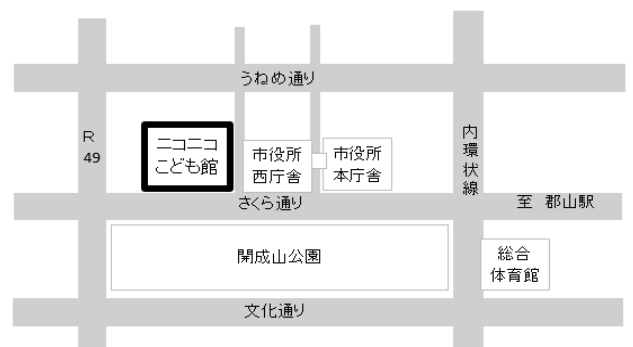 うねめ通り
R
49
ニコニコ
こども館
市役所
西庁舎
市役所
本庁舎
内環状線
さくら通り
至 郡山駅
開成山公園
総合
体育館
文化通り